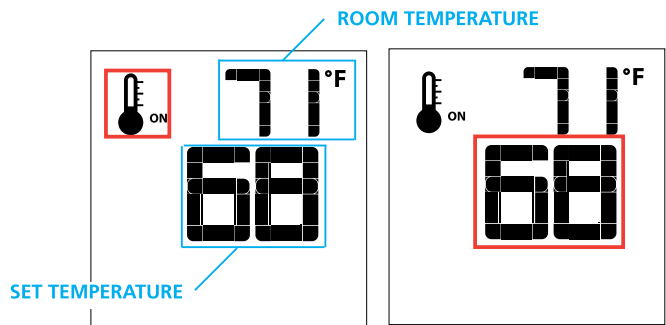 ROOM TEMPERATURE
71°F
ON
68
SET TEMPERATURE
71°F
ON
68